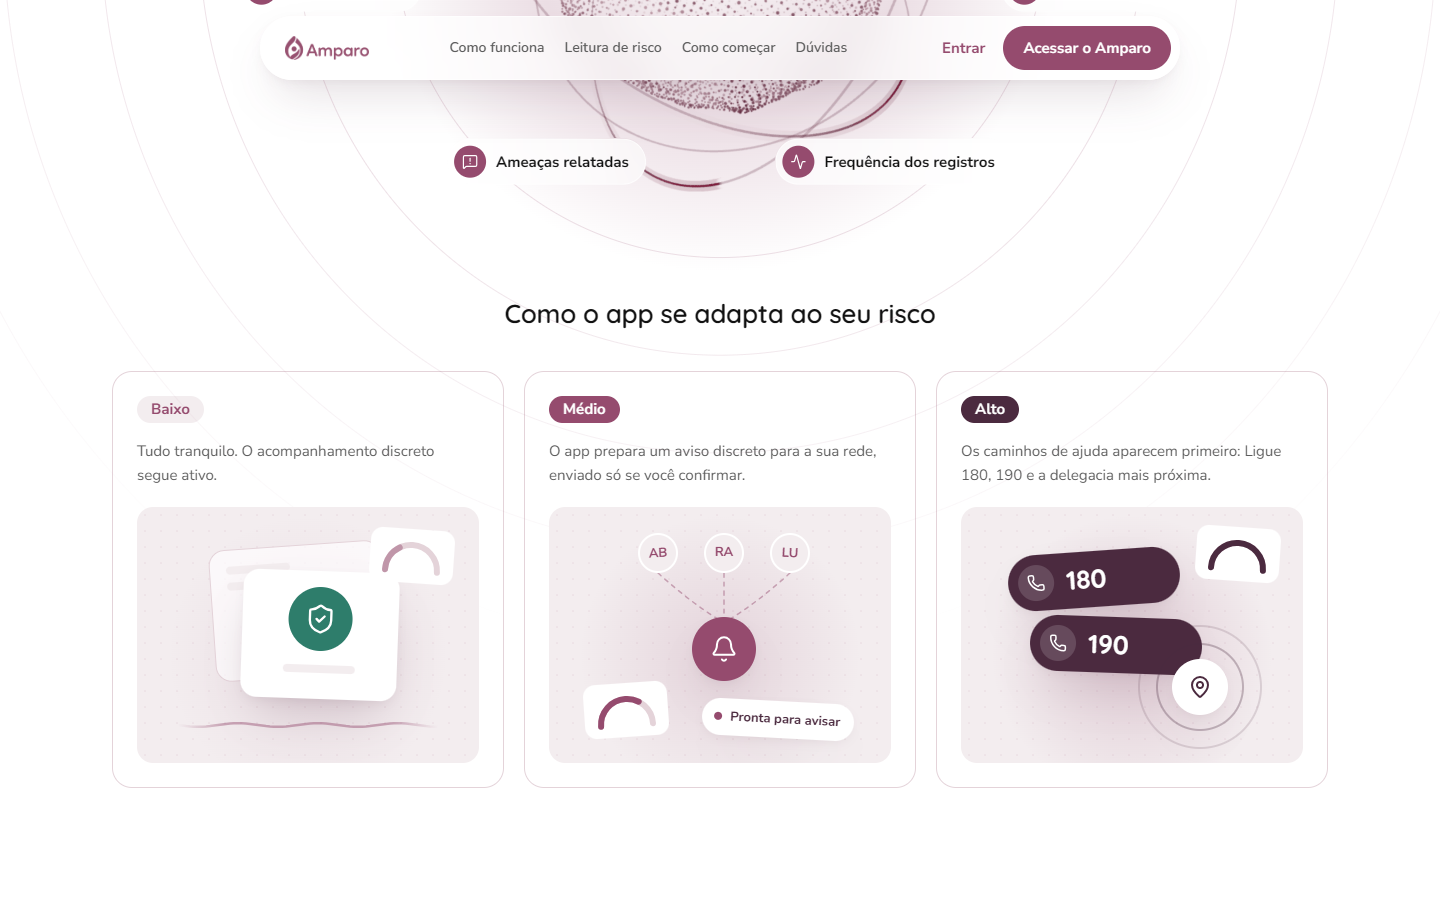 Amparo
Como funciona
Leitura de risco
Como começar
Dúvidas
Entrar
Acessar o Amparo
Ameaças relatadas
Frequência dos registros
Como o app se adapta ao seu risco
Baixo
Tudo tranquilo. O acompanhamento discreto
segue ativo.
Médio
O app prepara um aviso discreto para a sua rede,
enviado só se você confirmar.
AB
RA
LU
Pronta para avisar
Alto
Os caminhos de ajuda aparecem primeiro: Ligue
180, 190 e a delegacia mais próxima.
180
190